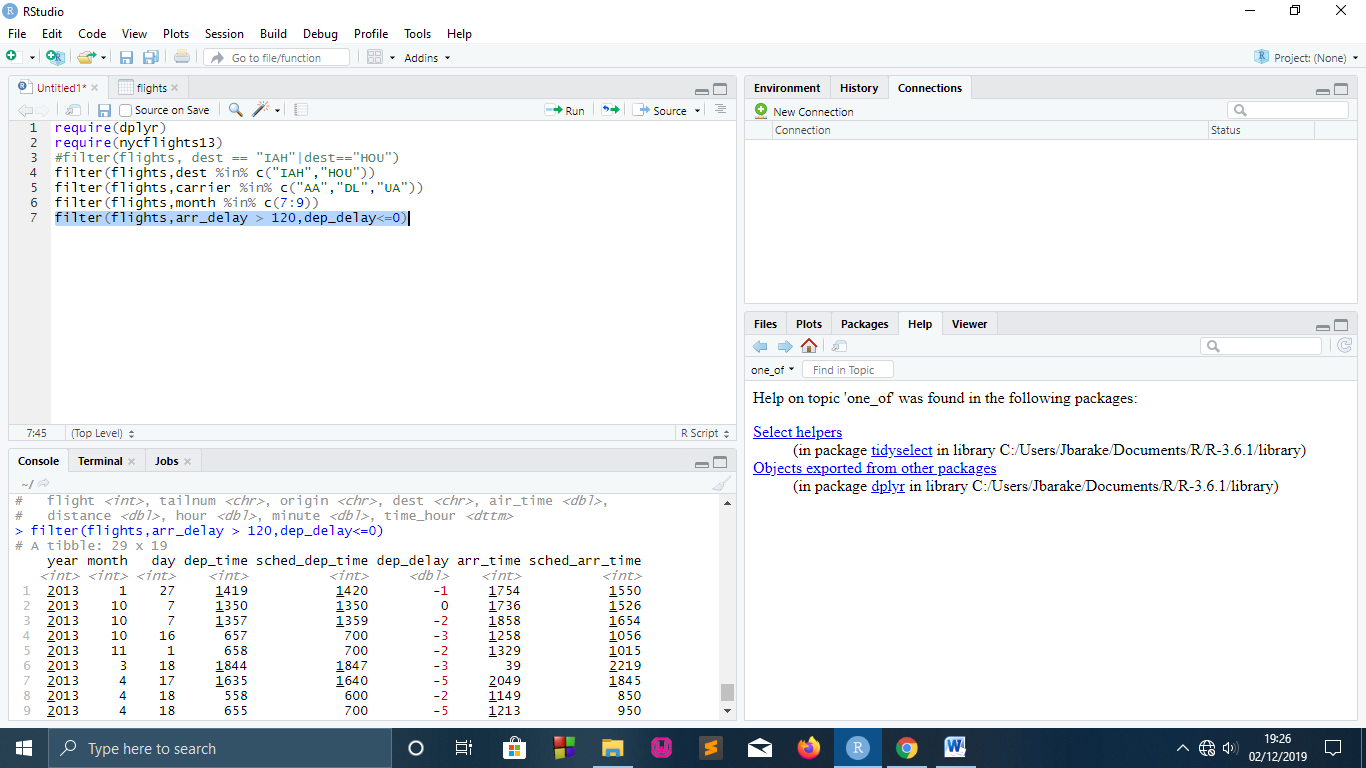 RStudio
File Edit Code View Plots Session Build Debug Profile Tools Help
Go to file/function Addins Project: (None)
Untitled1* flights
Source on Save Run Source
1 require(dplyr)
2 require(nycflights13)
3 #filter(flights, dest == "IAH"|dest=="HOU")
4 filter(flights,dest %in% c("IAH","HOU"))
5 filter(flights,carrier %in% c("AA","DL","UA"))
6 filter(flights,month %in% c(7:9))
7 filter(flights,arr_delay > 120,dep_delay<=0)
7:45 (Top Level) R Script
Console Terminal Jobs
~/
# flight <int>, tailnum <chr>, origin <chr>, dest <chr>, air_time <dbl>,
# distance <dbl>, hour <dbl>, minute <dbl>, time_hour <dttm>
> filter(flights,arr_delay > 120,dep_delay<=0)
# A tibble: 29 x 19
year month day dep_time sched_dep_time dep_delay arr_time sched_arr_time
<int> <int> <int> <int> <int> <dbl> <int> <int>
1 2013 1 27 1419 1420 -1 1754 1550
2 2013 10 7 1350 1350 0 1736 1526
3 2013 10 7 1357 1359 -2 1858 1654
4 2013 10 16 657 700 -3 1258 1056
5 2013 11 1 658 700 -2 1329 1015
6 2013 3 18 1844 1847 -3 39 2219
7 2013 4 17 1635 1640 -5 2049 1845
8 2013 4 18 558 600 -2 1149 850
9 2013 4 18 655 700 -5 1213 950
Environment History Connections
New Connection
Connection Status
Files Plots Packages Help Viewer
one_of Find in Topic
Help on topic 'one_of' was found in the following packages:
Select helpers
(in package tidyselect in library C:/Users/Jbarake/Documents/R/R-3.6.1/library)
Objects exported from other packages
(in package dplyr in library C:/Users/Jbarake/Documents/R/R-3.6.1/library)
Type here to search
19:26
02/12/2019